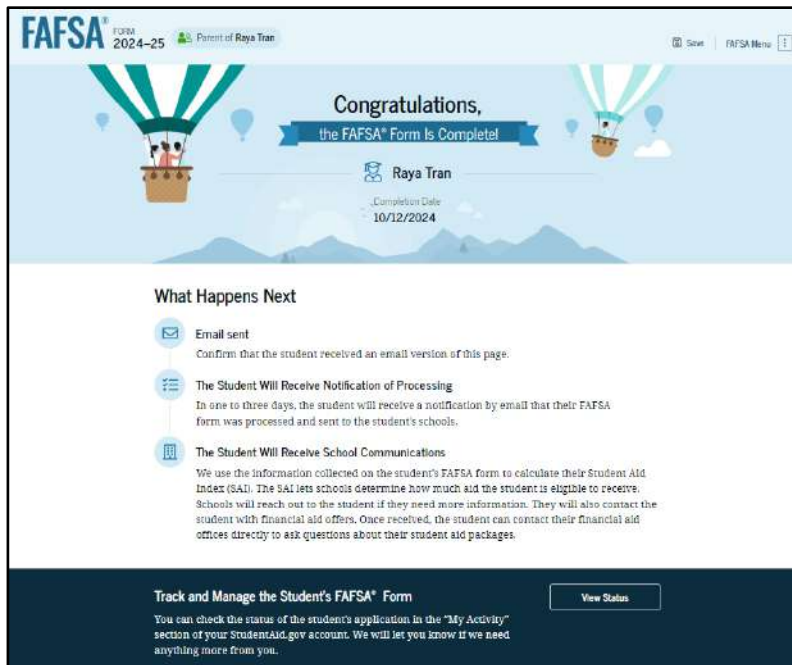 FAFSA®
FORM
2024–25
Parent of Raya Tran
Save
FAFSA Menu
Congratulations,
the FAFSA® Form Is Complete!
Raya Tran
Completion Date
10/12/2024
What Happens Next
Email sent
Confirm that the student received an email version of this page.
The Student Will Receive Notification of Processing
In one to three days, the student will receive a notification by email that their FAFSA
form was processed and sent to the student's schools.
The Student Will Receive School Communications
We use the information collected on the student's FAFSA form to calculate their Student Aid
Index (SAI). The SAI lets schools determine how much aid the student is eligible to receive.
Schools will reach out to the student if they need more information. They will also contact the
student with financial aid offers. Once received, the student can contact their financial aid
offices directly to ask questions about their student aid packages.
Track and Manage the Student's FAFSA® Form
View Status
You can check the status of the student's application in the "My Activity"
section of your StudentAid.gov account. We will let you know if we need
anything more from you.